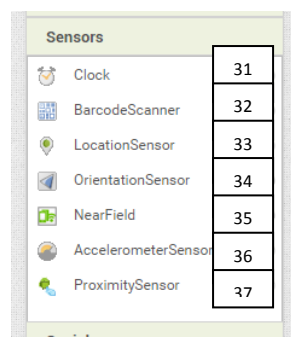 Sensors
Clock 31
BarcodeScanner 32
LocationSensor 33
OrientationSensor 34
NearField 35
AccelerometerSensor 36
ProximitySensor 37